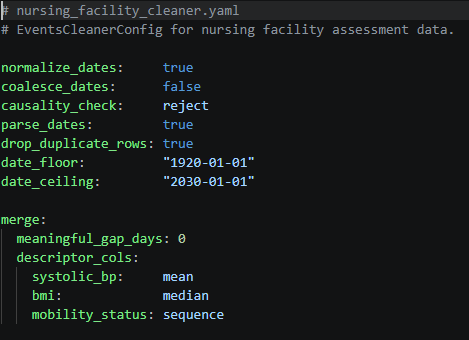 # nursing_facility_cleaner.yaml
# EventsCleanerConfig for nursing facility assessment data.

normalize_dates:     true
coalesce_dates:      false
causality_check:     reject
parse_dates:         true
drop_duplicate_rows: true
date_floor:          "1920-01-01"
date_ceiling:        "2030-01-01"

merge:
  meaningful_gap_days: 0
  descriptor_cols:
    systolic_bp:     mean
    bmi:             median
    mobility_status: sequence